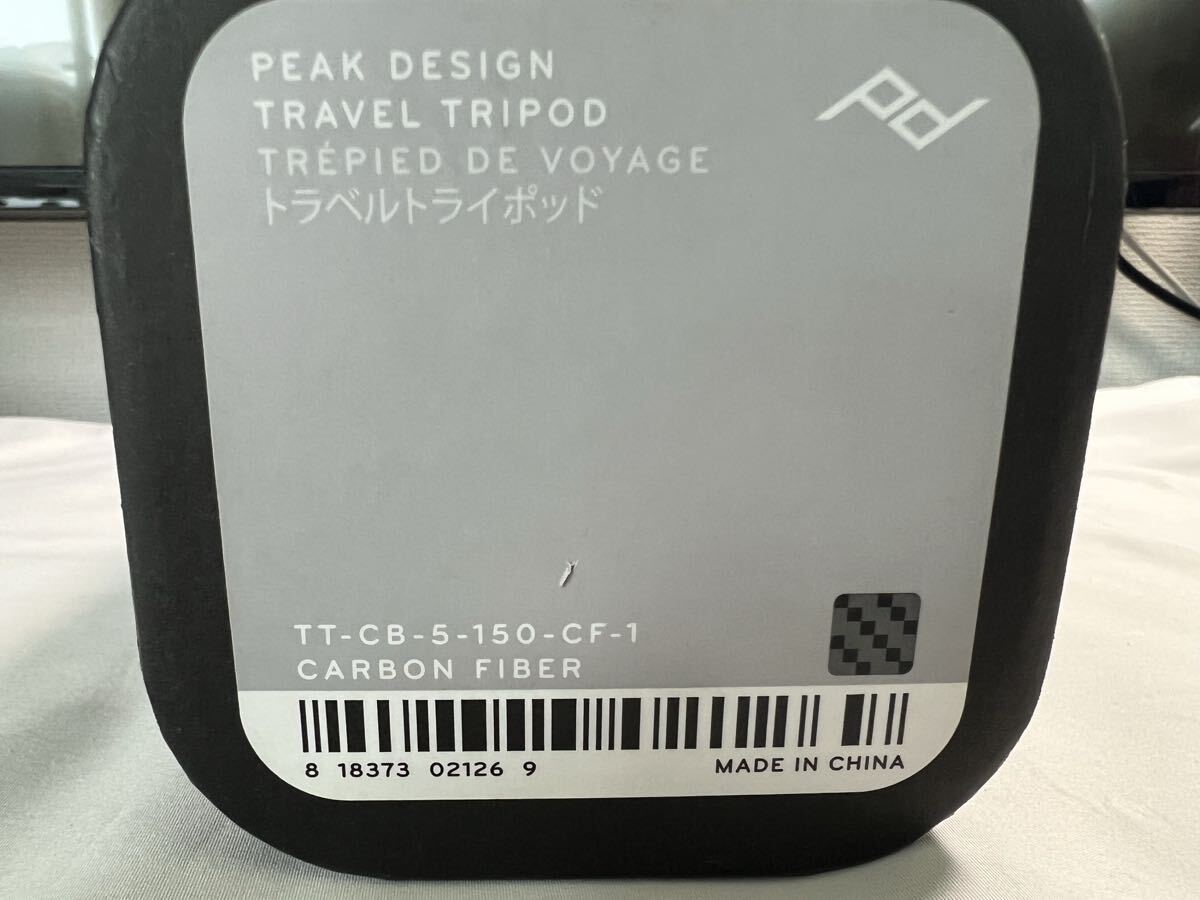 PEAK DESIGN
TRAVEL TRIPOD
TRÉPIED DE VOYAGE
トラベルトライポッド
Pd
TT-CB-5-150-CF-1
CARBON FIBER
8 18373 02126 9
MADE IN CHINA